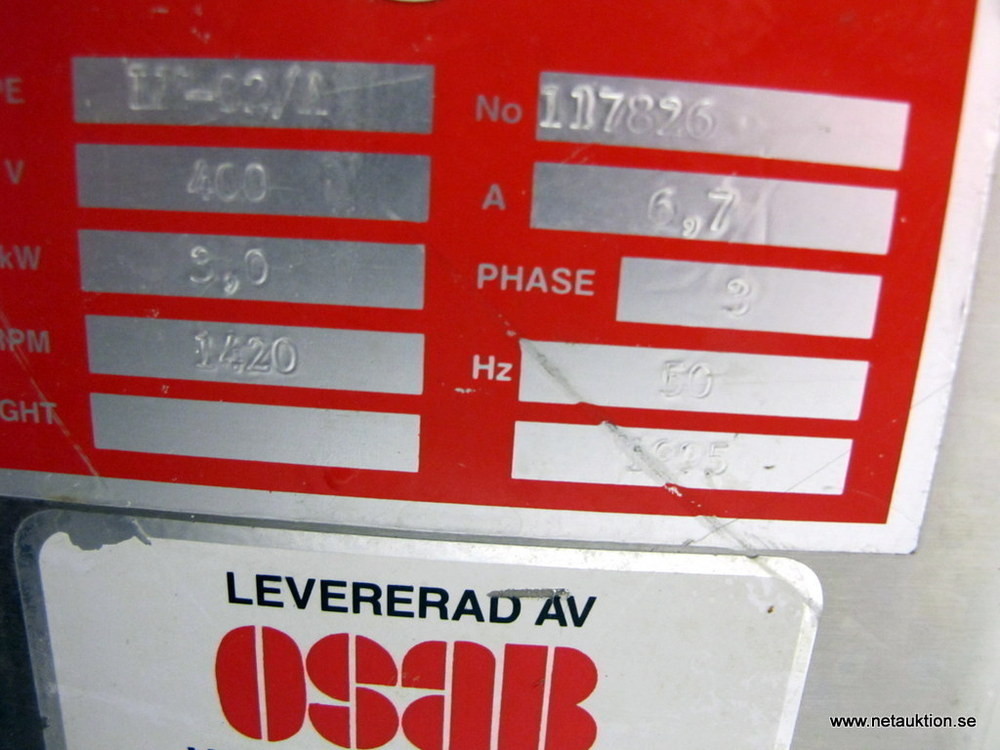 No 117826
V 400 A 6,7
kW 3,0 PHASE 3
RPM 1420 Hz 50
GHT
LEVERERAD AV
OSAB
www.netauktion.se